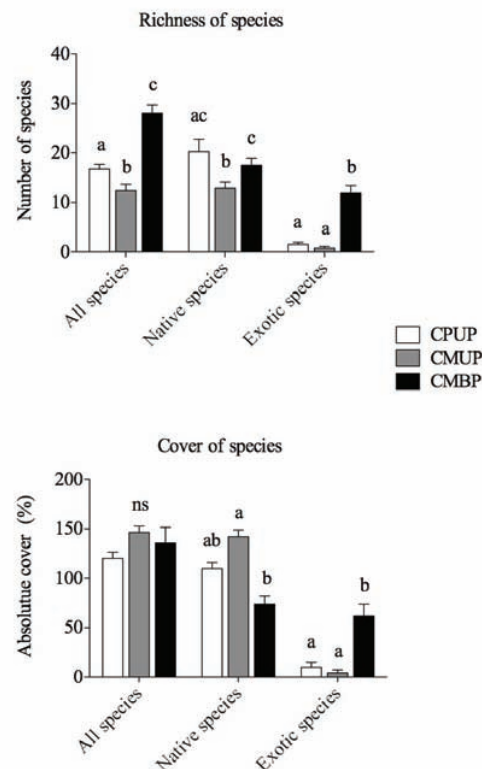 Richness of species
Number of species
40
30
20
10
0
a b c
ac b c
a a b
All species
Native species
Exotic species
CPUP
CMUP
CMBP
Cover of species
Absolutue cover (%)
200
150
100
50
0
ns
ab a b
a a b
All species
Native species
Exotic species